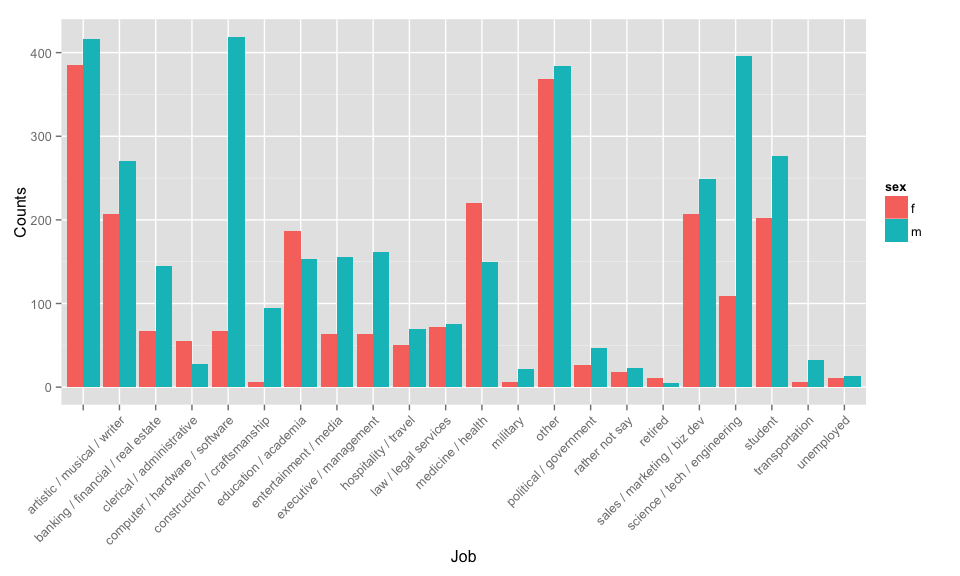 Counts
400
300
200
100
0
artistic / musical / writer
banking / financial / real estate
clerical / administrative
computer / hardware / software
construction / craftsmanship
education / academia
entertainment / media
executive / management
hospitality / travel
law / legal services
medicine / health
military
other
political / government
rather not say
retired
sales / marketing / biz dev
science / tech / engineering
student
transportation
unemployed
Job
sex
f
m